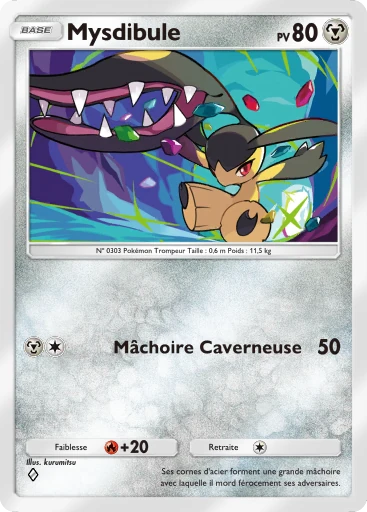 BASE
Mysdibule
PV 80
N° 0303 Pokémon Trompeur Taille : 0.6 m Poids : 11,5 kg
Mâchoire Caverneuse 50
Faiblesse +20 Retraite
Illus. kurumitsu
Ses cornes d'acier forment une grande mâchoire
avec laquelle il mord férocement ses adversaires.